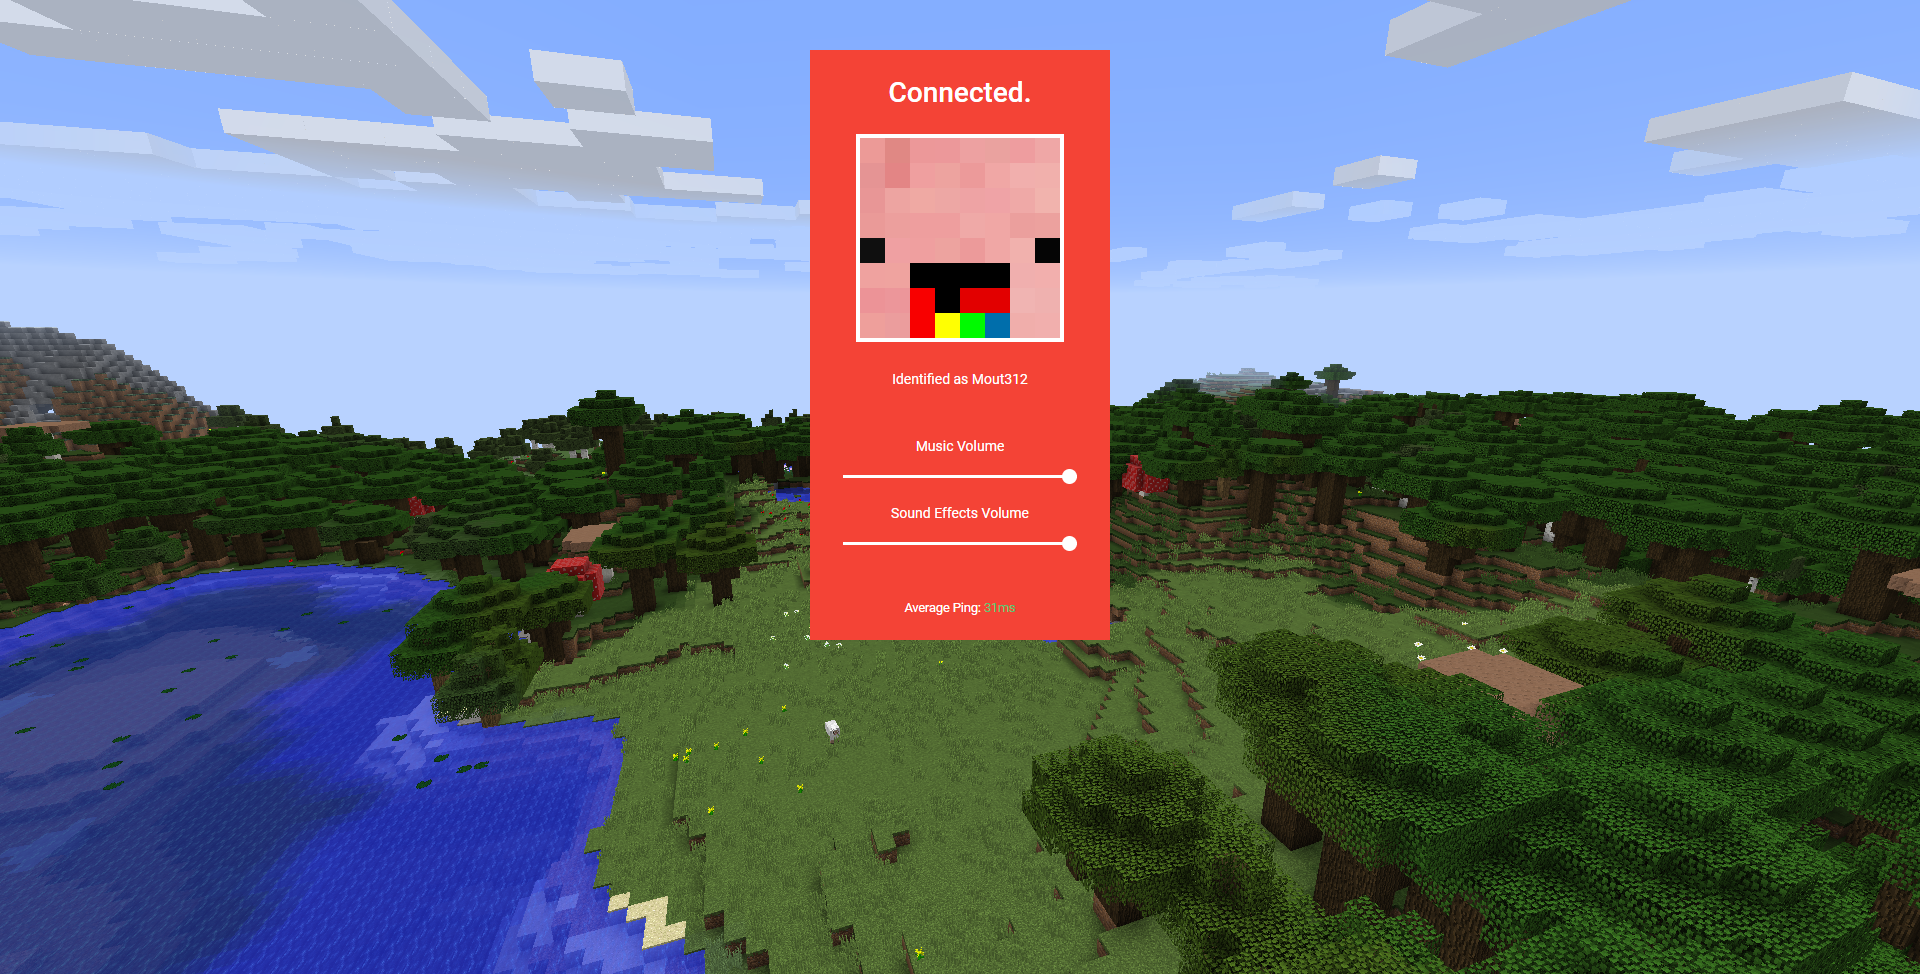 Connected.
Identified as Mout312
Music Volume
Sound Effects Volume
Average Ping: 31ms